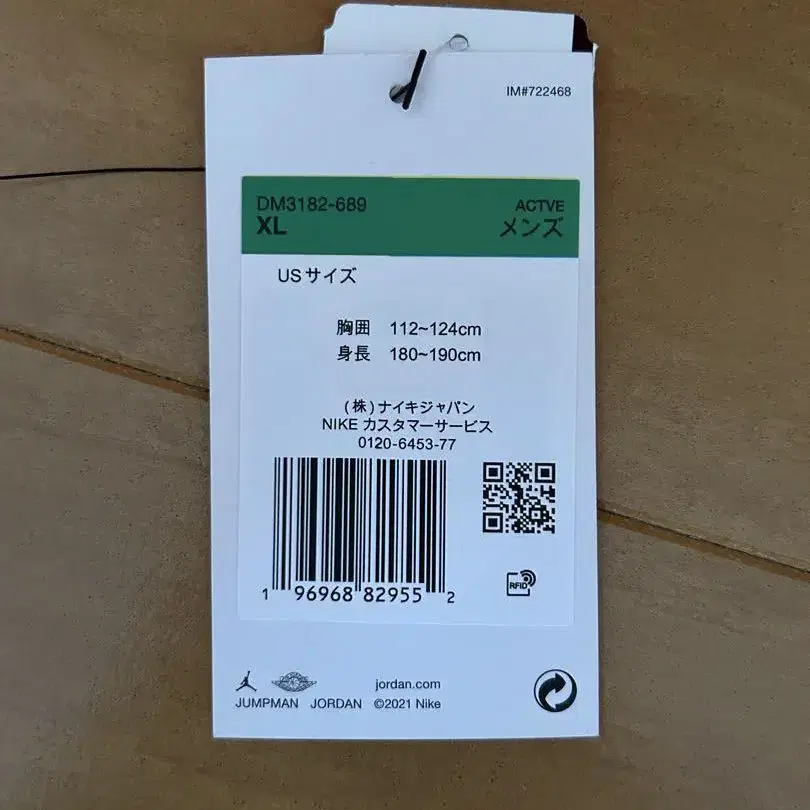 IM#722468
DM3182-689 ACTVE
XL メンズ
USサイズ
胸囲 112~124cm
身長 180~190cm
(株)ナイキジャパン
NIKE カスタマーサービス
0120-6453-77
RFID
1 96968 82955 2
jordan.com
JUMPMAN JORDAN ©2021 Nike